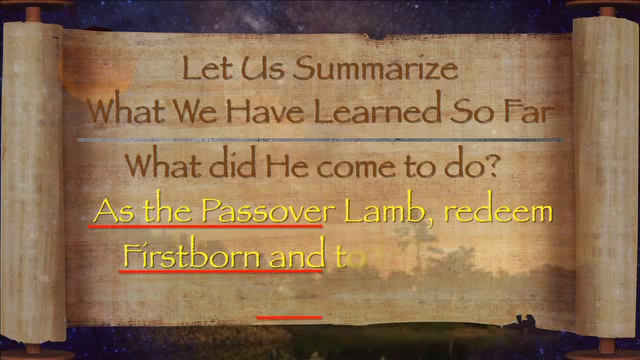 Let Us Summarize
What We Have Learned So Far
What did He come to do?
As the Passover Lamb, redeem
Firstborn and to